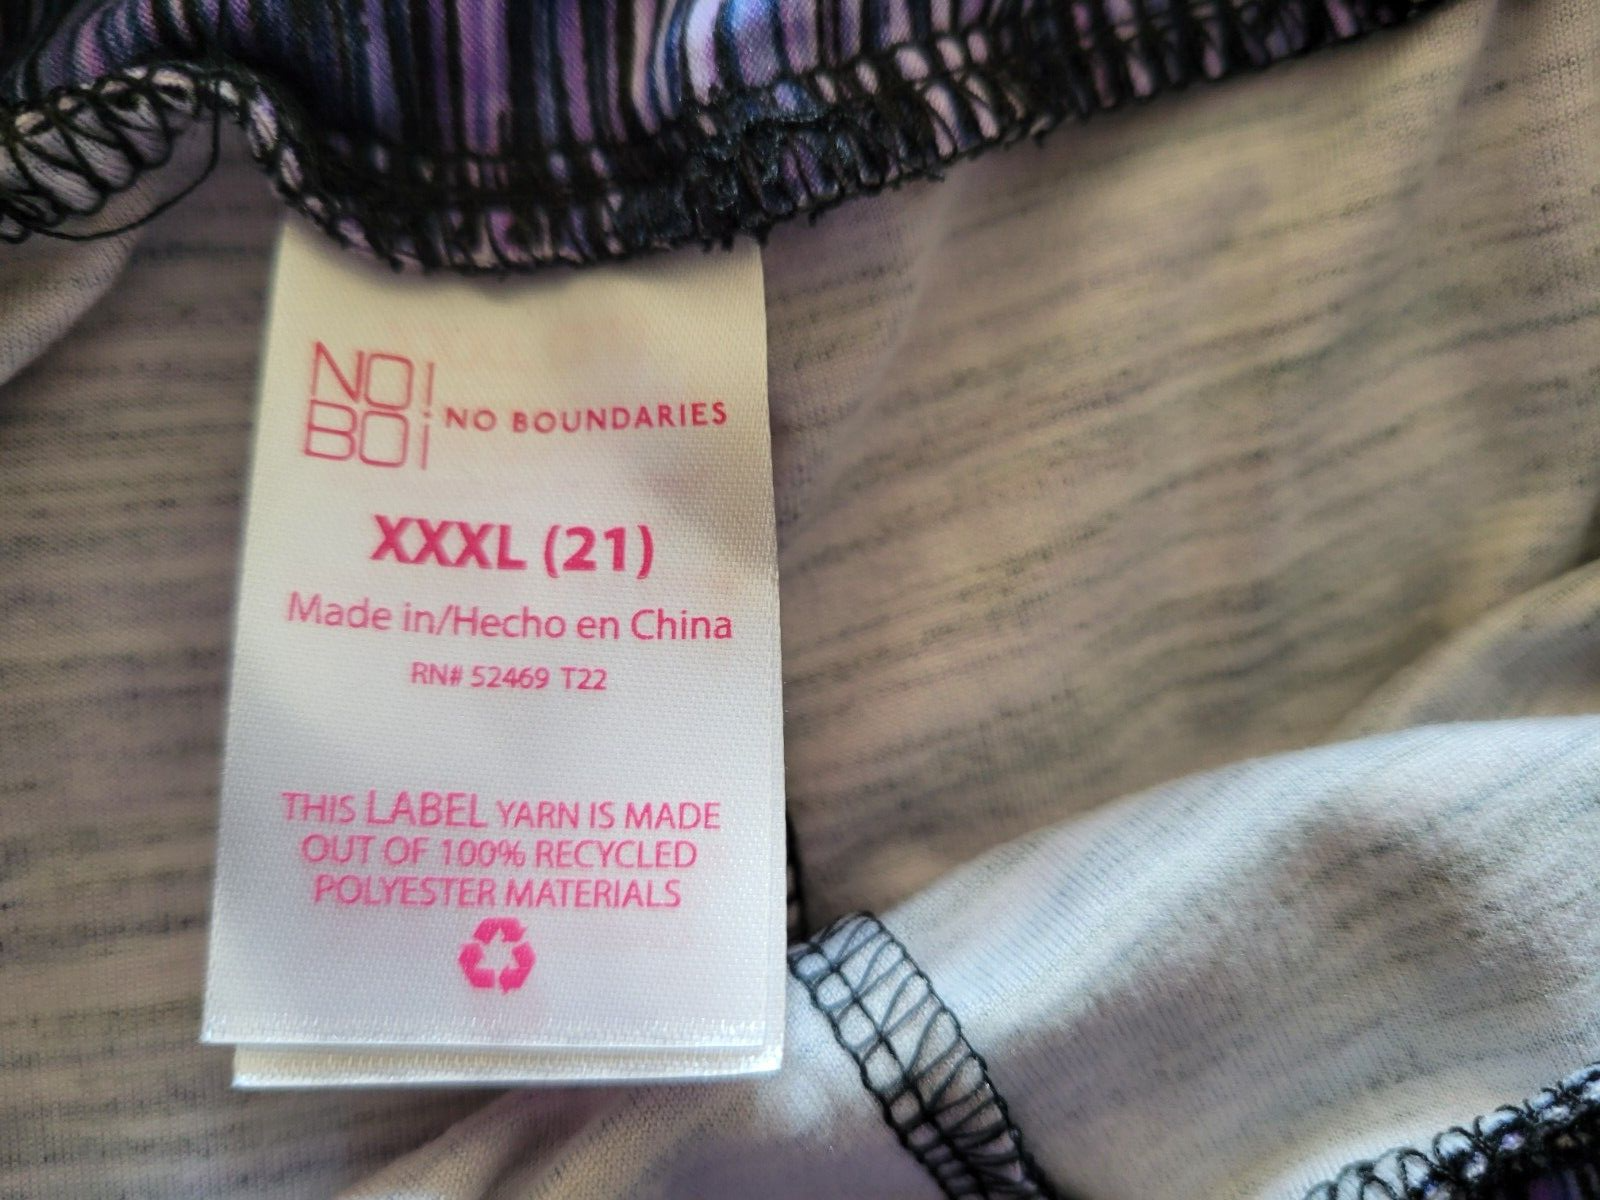 NO!
BOi
NO BOUNDARIES
XXXL (21)
Made in/Hecho en China
RN# 52469 T22
THIS LABEL YARN IS MADE
OUT OF 100% RECYCLED
POLYESTER MATERIALS